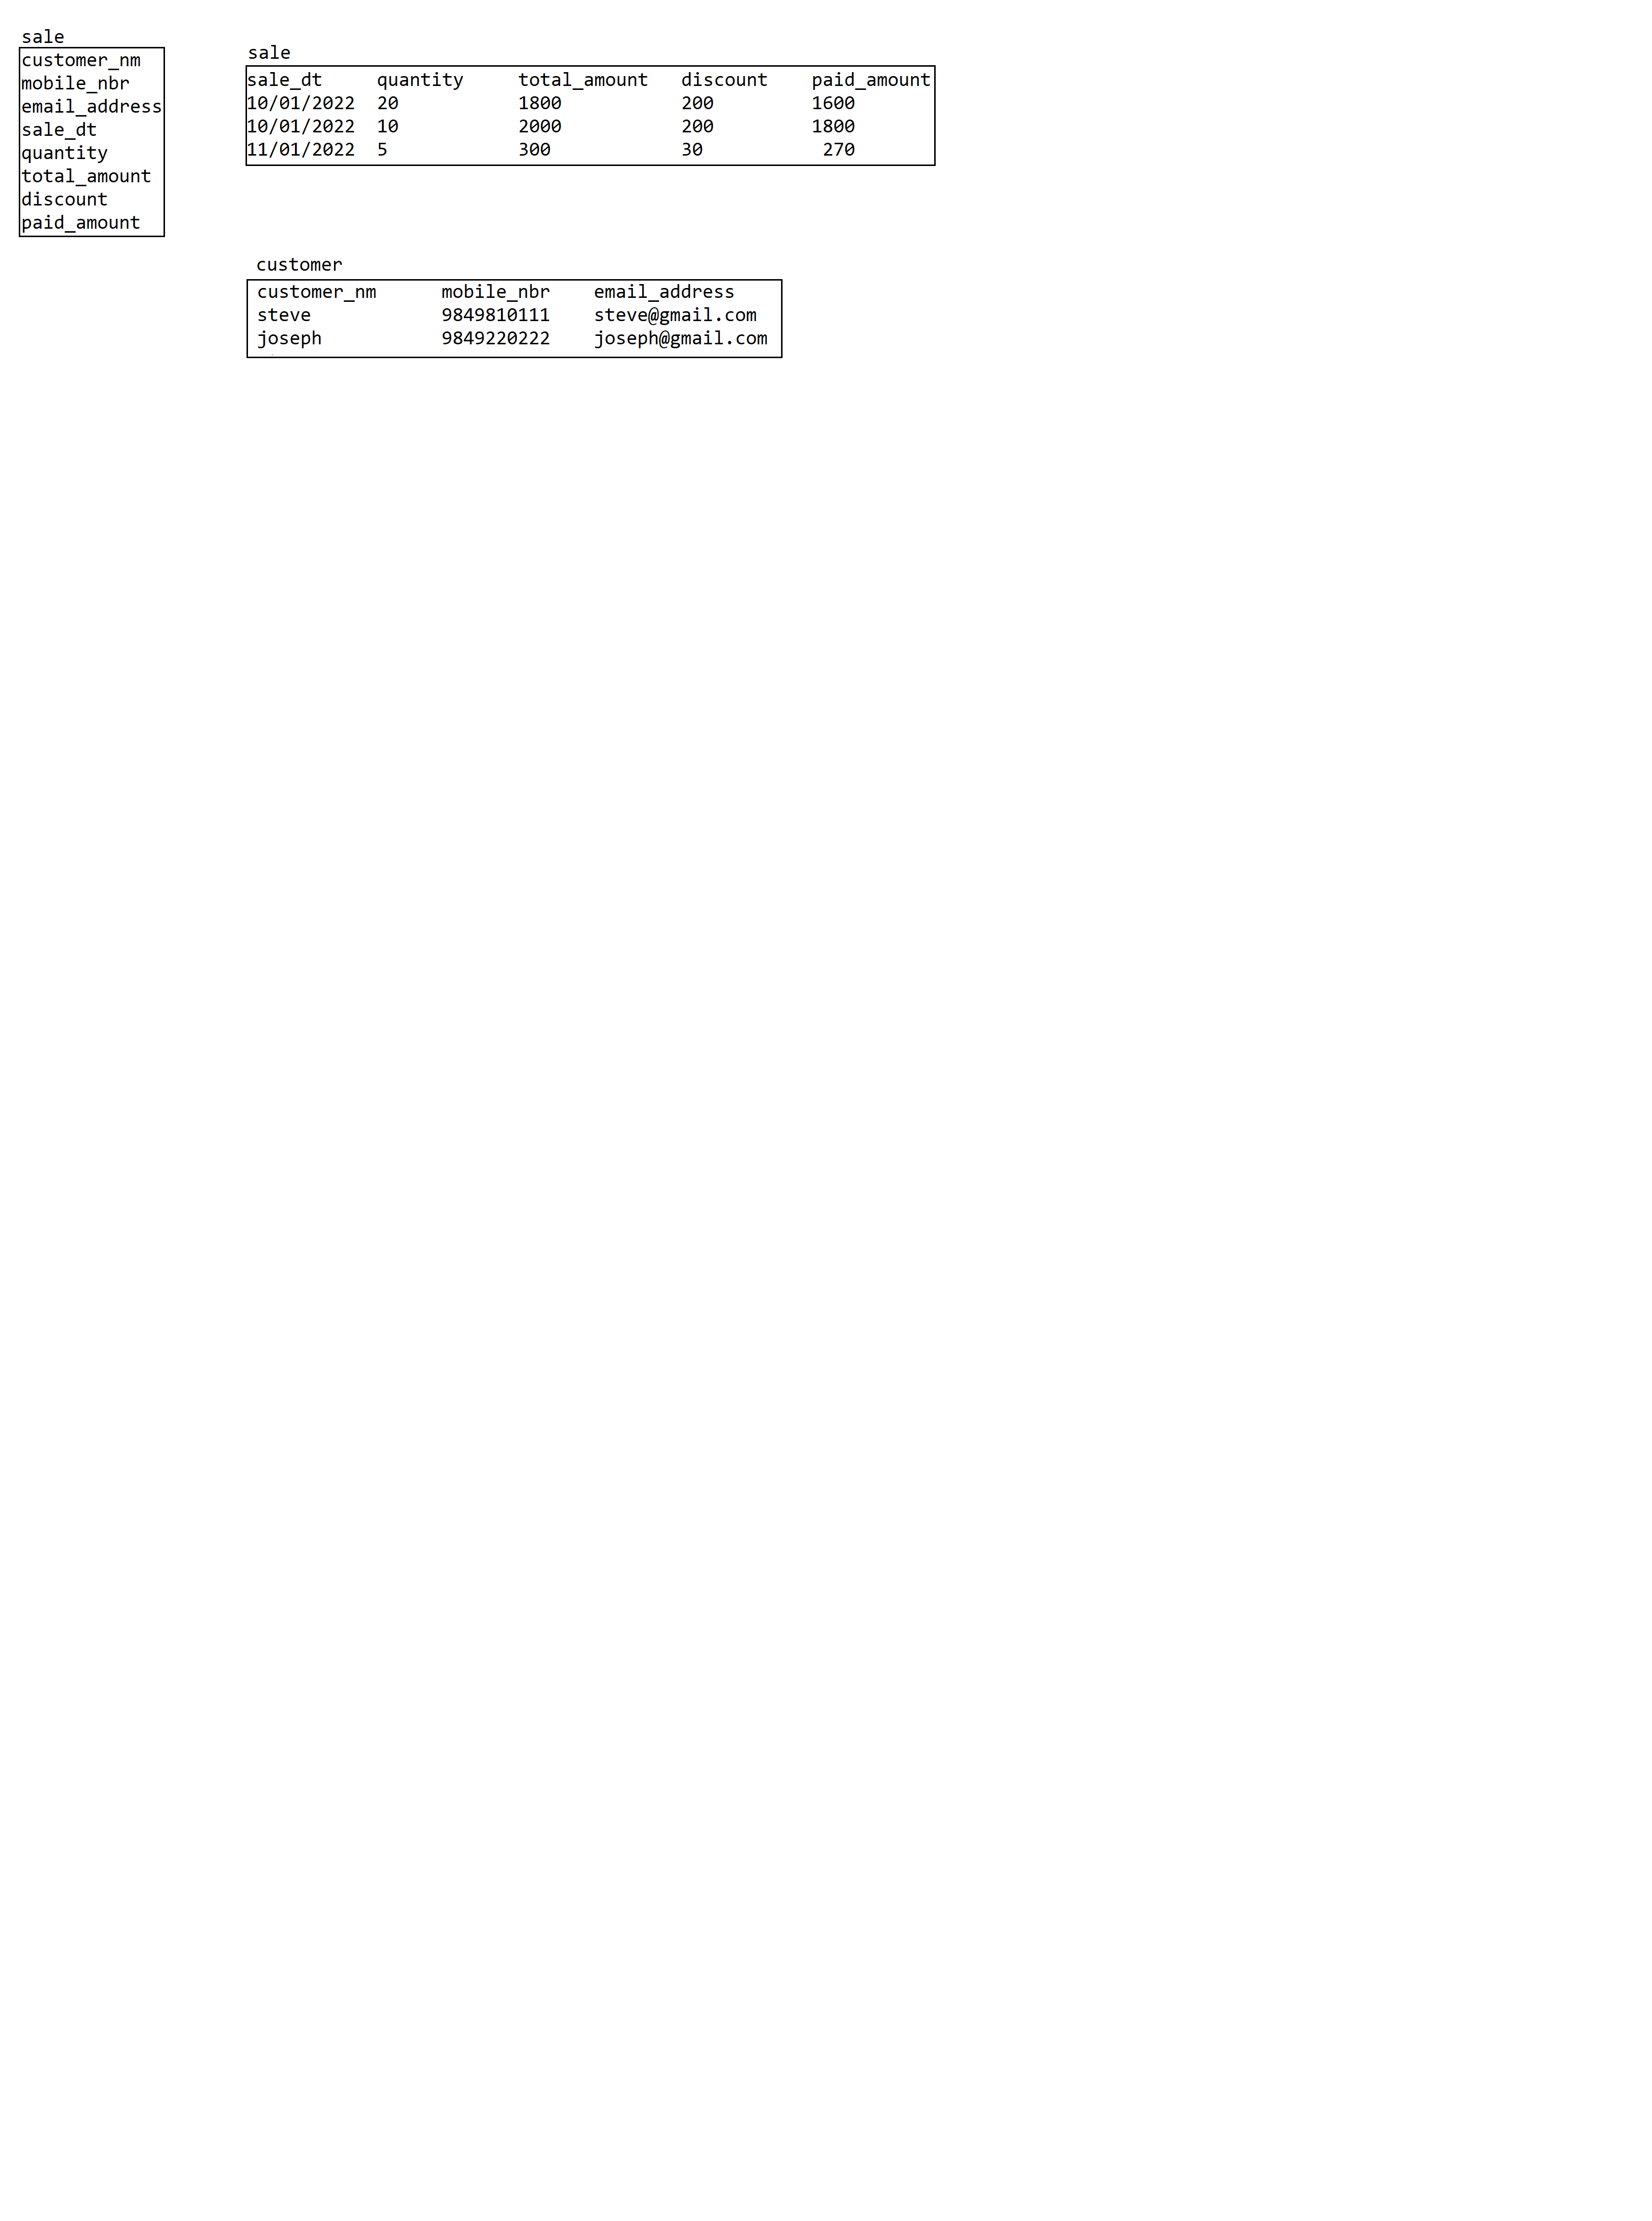 sale
customer_nm
mobile_nbr
email_address
sale_dt
quantity
total_amount
discount
paid_amount
sale
sale_dt quantity total_amount discount paid_amount
10/01/2022 20 1800 200 1600
10/01/2022 10 2000 200 1800
11/01/2022 5 300 30 270
customer
customer_nm mobile_nbr email_address
steve 9849810111 steve@gmail.com
joseph 9849220222 joseph@gmail.com